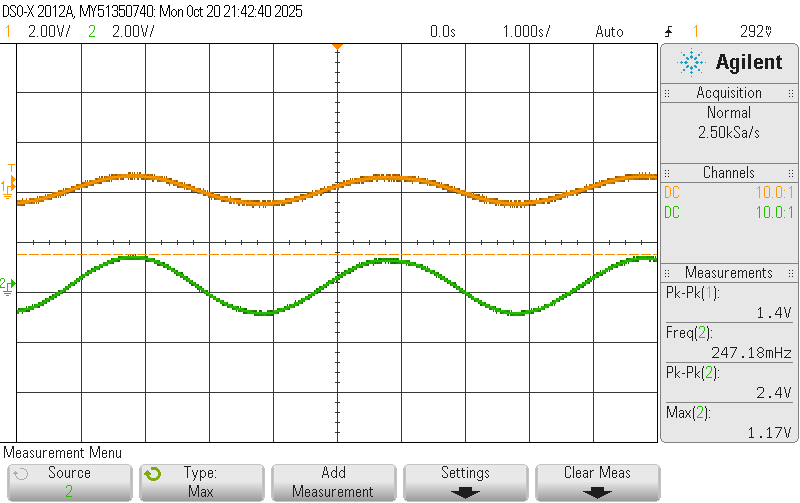 DSO-X 2012A, MY51350740: Mon Oct 20 21:42:40 2025
1 2.00V/ 2 2.00V/ 0.0s 1.000s/ Auto 1 292mV
Agilent
Acquisition
Normal
2.50kSa/s
Channels
DC 10.0:1
DC 10.0:1
Measurements
Pk-Pk(1):
1.4V
Freq(2):
247.18mHz
Pk-Pk(2):
2.4V
Max(2):
1.17V
T
1
2
Measurement Menu
Source
2
Type:
Max
Add
Measurement
Settings
Clear Meas